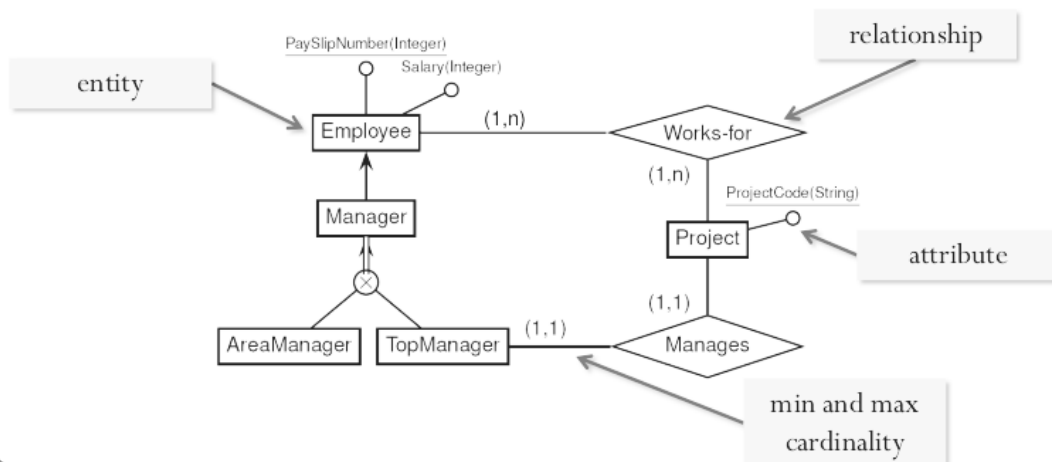 relationship
PaySlipNumber(Integer)
Salary(Integer)
entity
Employee
(1,n)
Works-for
(1,n)
ProjectCode(String)
Manager
Project
attribute
(1,1)
AreaManager
TopManager
(1,1)
Manages
min and max
cardinality